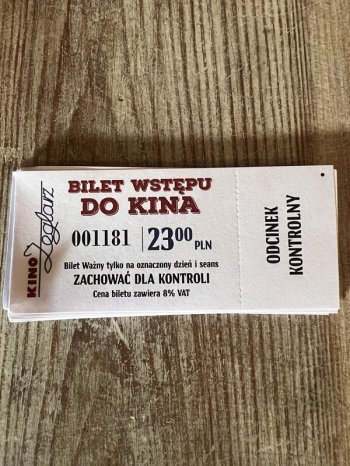 KINO Żeglarz
BILET WSTĘPU
DO KINA
001181 | 23 00 PLN
Bilet Ważny tylko na oznaczony dzień i seans
ZACHOWAĆ DLA KONTROLI
Cena biletu zawiera 8% VAT
ODCINEK
KONTROLNY